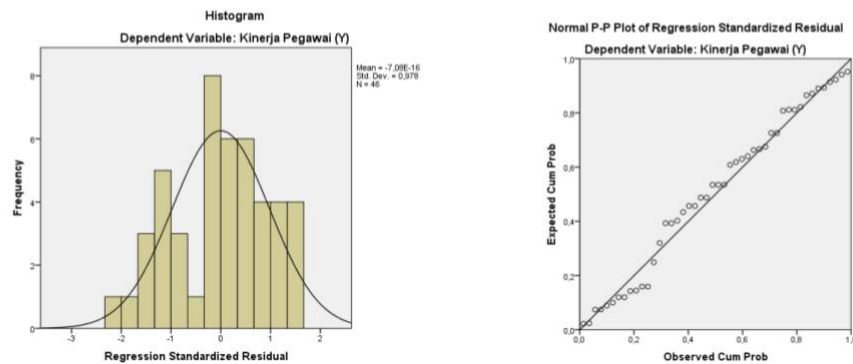 Histogram
Dependent Variable: Kinerja Pegawai (Y)
Mean = -7,08E-16
Std. Dev. = 0,978
N = 46
Frequency
8
6
4
2
0
-3 -2 -1 0 1 2
Regression Standardized Residual
Normal P-P Plot of Regression Standardized Residual
Dependent Variable: Kinerja Pegawai (Y)
Expected Cum Prob
1,0
0,8
0,6
0,4
0,2
0,0
0,0 0,2 0,4 0,6 0,8 1,0
Observed Cum Prob